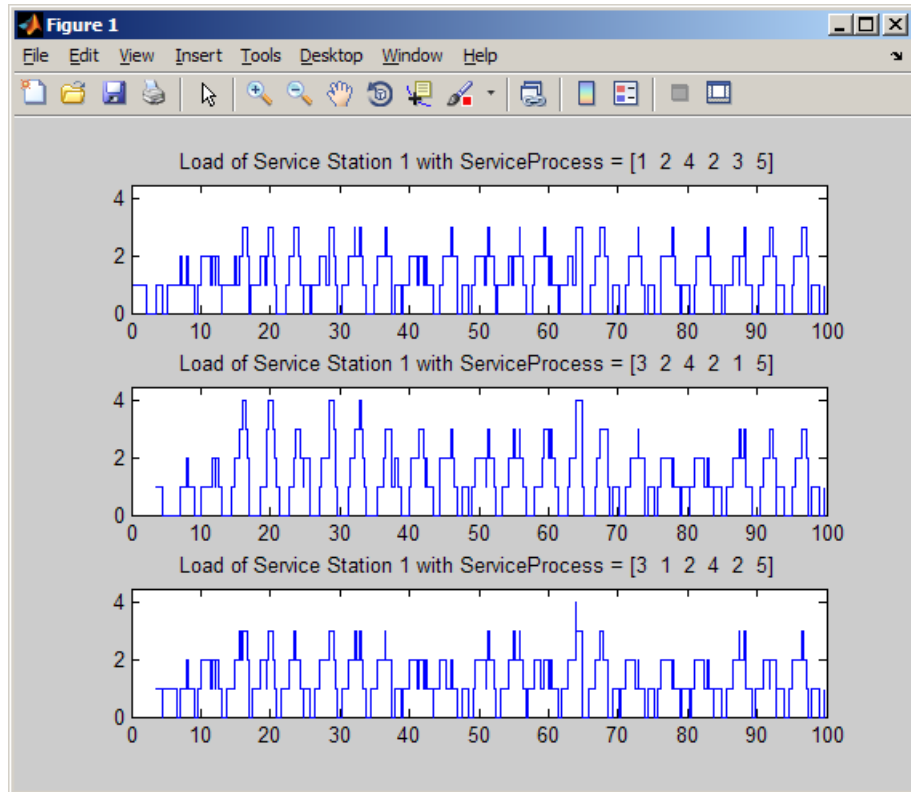 Figure 1
File Edit View Insert Tools Desktop Window Help
Load of Service Station 1 with ServiceProcess = [1 2 4 2 3 5]
4
2
0
0 10 20 30 40 50 60 70 80 90 100
Load of Service Station 1 with ServiceProcess = [3 2 4 2 1 5]
4
2
0
0 10 20 30 40 50 60 70 80 90 100
Load of Service Station 1 with ServiceProcess = [3 1 2 4 2 5]
4
2
0
0 10 20 30 40 50 60 70 80 90 100